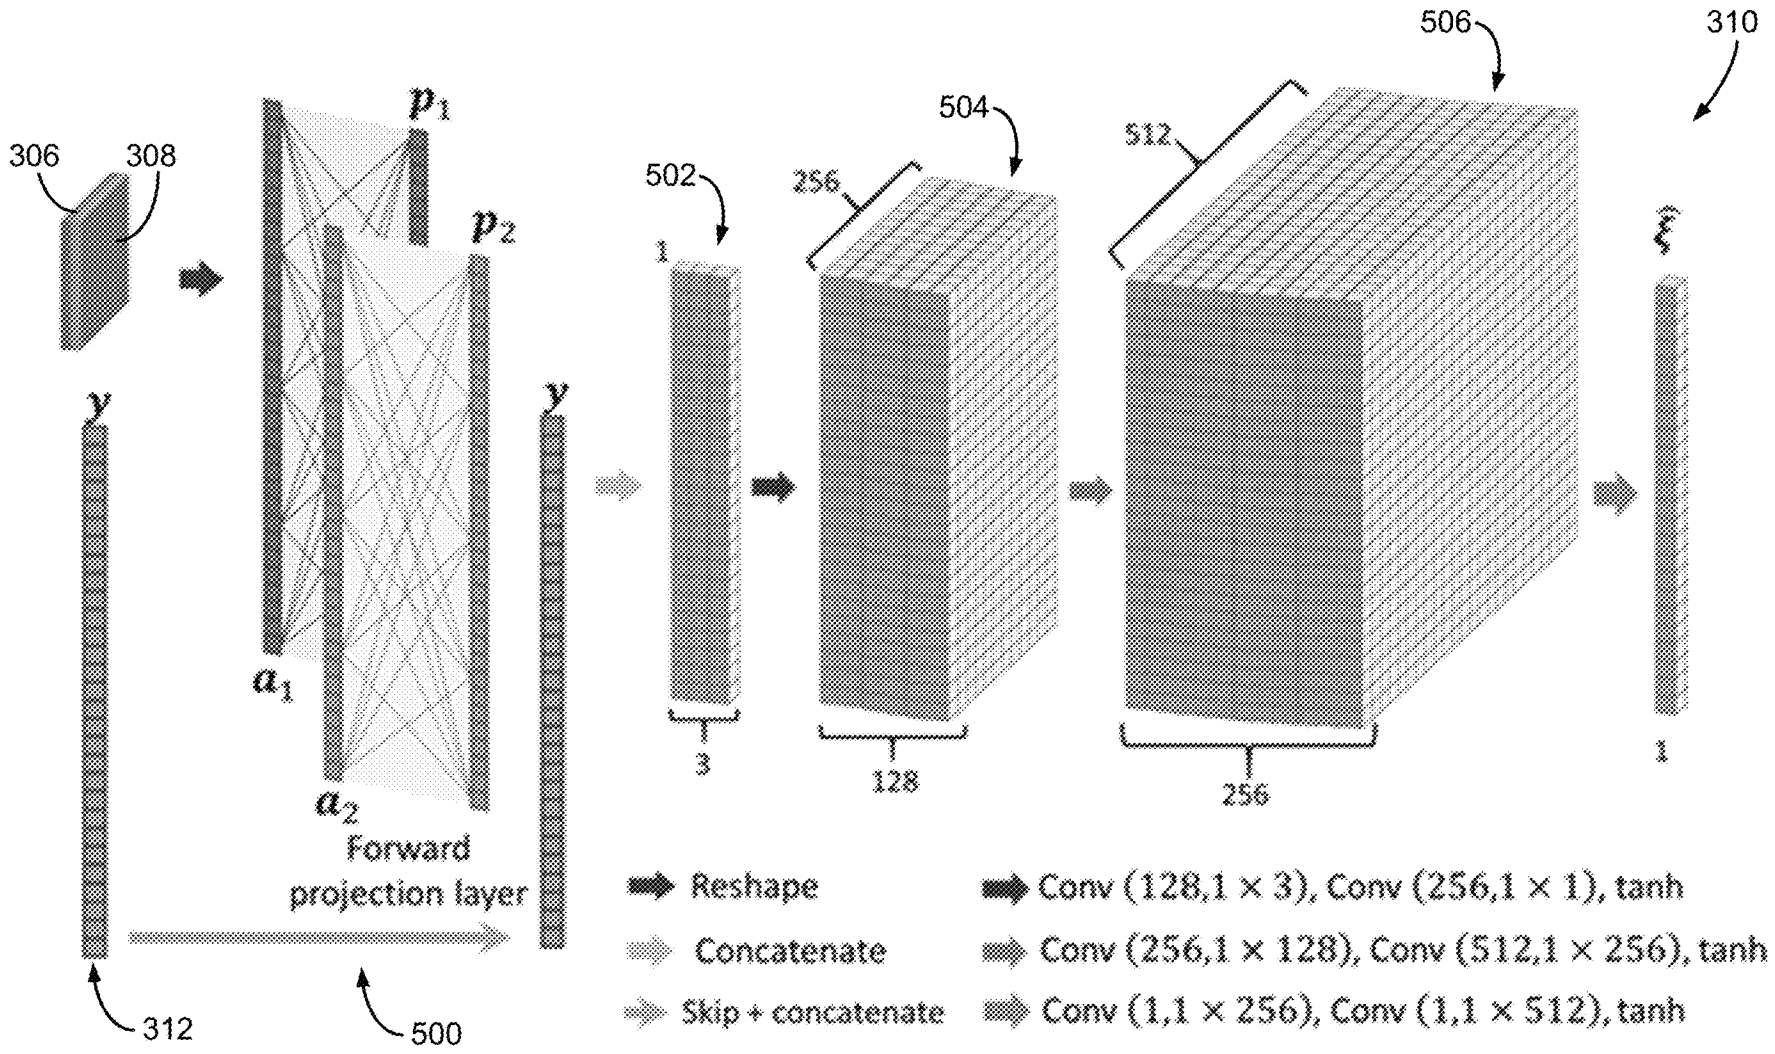 506
310
504
p₁
512
306
308
502
256
p₂
1
ξ̂
y
y
a₁
a₂
3
128
256
1
Forward
projection layer
Reshape
Conv (128,1 × 3), Conv (256,1 × 1), tanh
Concatenate
Conv (256,1 × 128), Conv (512,1 × 256), tanh
Skip + concatenate
Conv (1,1 × 256), Conv (1,1 × 512), tanh
312
500